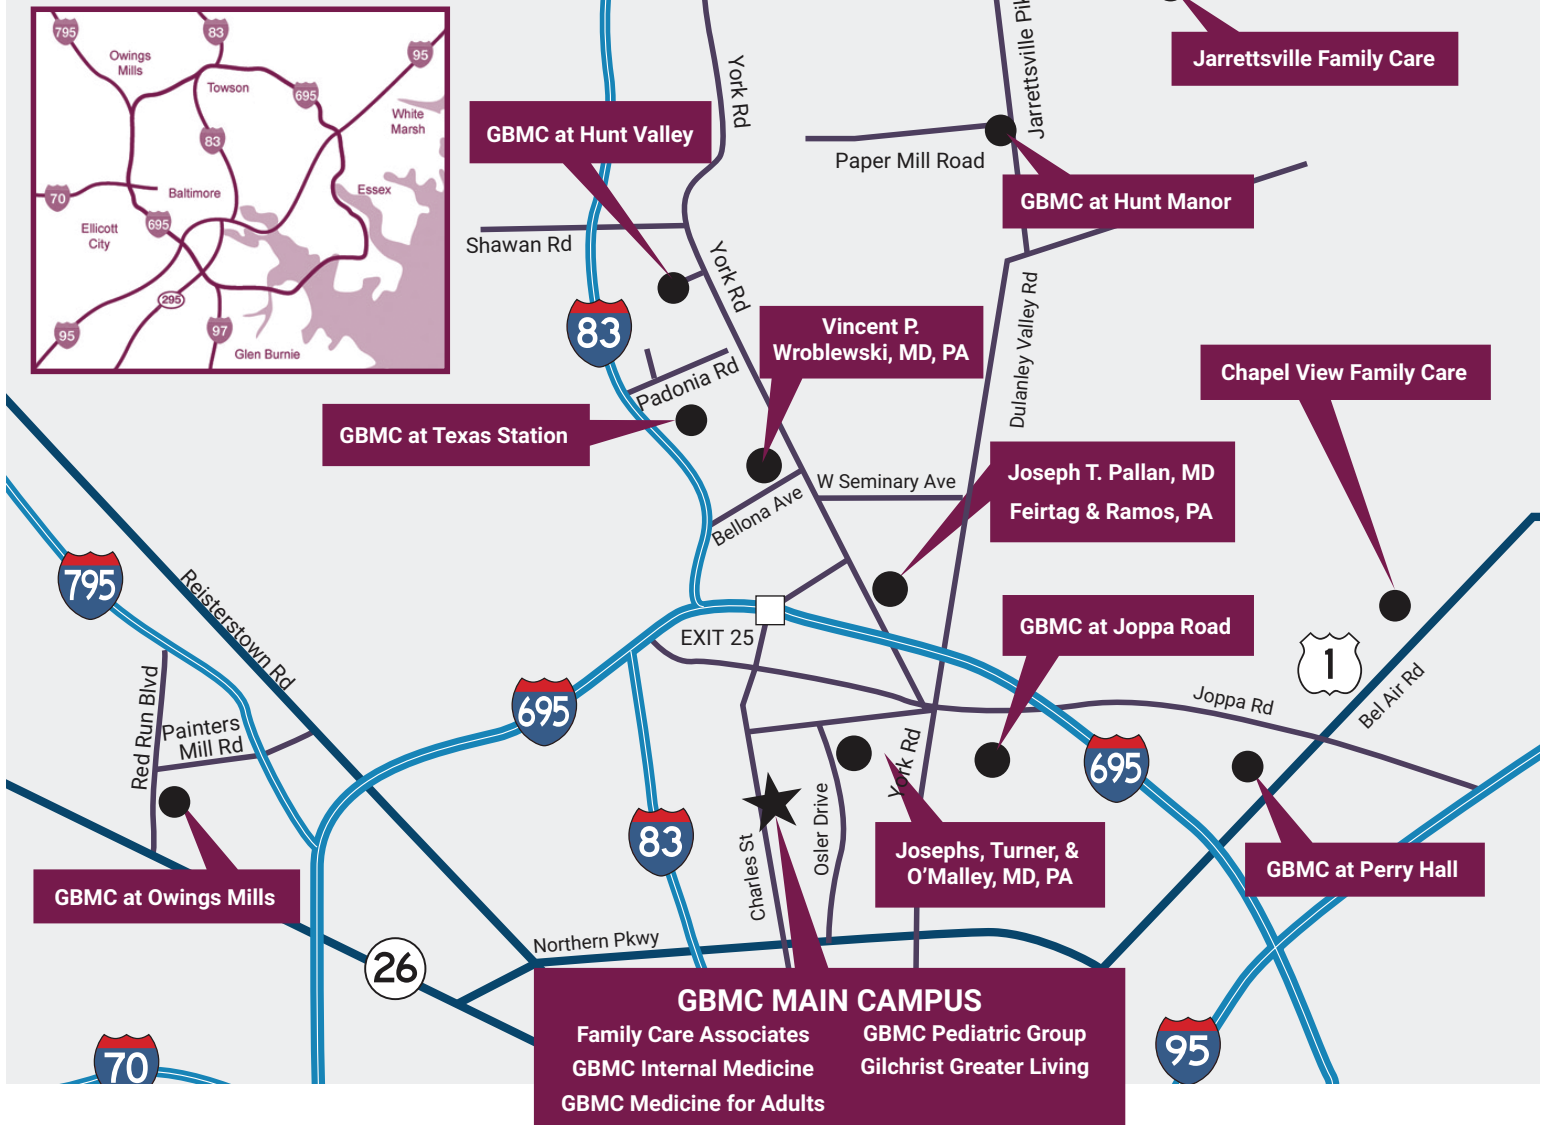 795
83
95
Owings
Mills
Towson
695
White
Marsh
83
Essex
70
Baltimore
695
Ellicott
City
295
95
97
Glen Burnie
York Rd
Jarrettsville Pik
Jarrettsville Family Care
GBMC at Hunt Valley
Paper Mill Road
GBMC at Hunt Manor
Shawan Rd
York Rd
83
Vincent P.
Wroblewski, MD, PA
Dulanley Valley Rd
Padonia Rd
Chapel View Family Care
GBMC at Texas Station
W Seminary Ave
Joseph T. Pallan, MD
Feirtag & Ramos, PA
Bellona Ave
795
Reisterstown Rd
EXIT 25
GBMC at Joppa Road
1
Bel Air Rd
695
Joppa Rd
Red Run Blvd
Painters
Mill Rd
York Rd
695
83
Charles St
Osler Drive
Josephs, Turner, &
O’Malley, MD, PA
GBMC at Perry Hall
GBMC at Owings Mills
Northern Pkwy
26
GBMC MAIN CAMPUS
Family Care Associates
GBMC Internal Medicine
GBMC Medicine for Adults
GBMC Pediatric Group
Gilchrist Greater Living
70
95